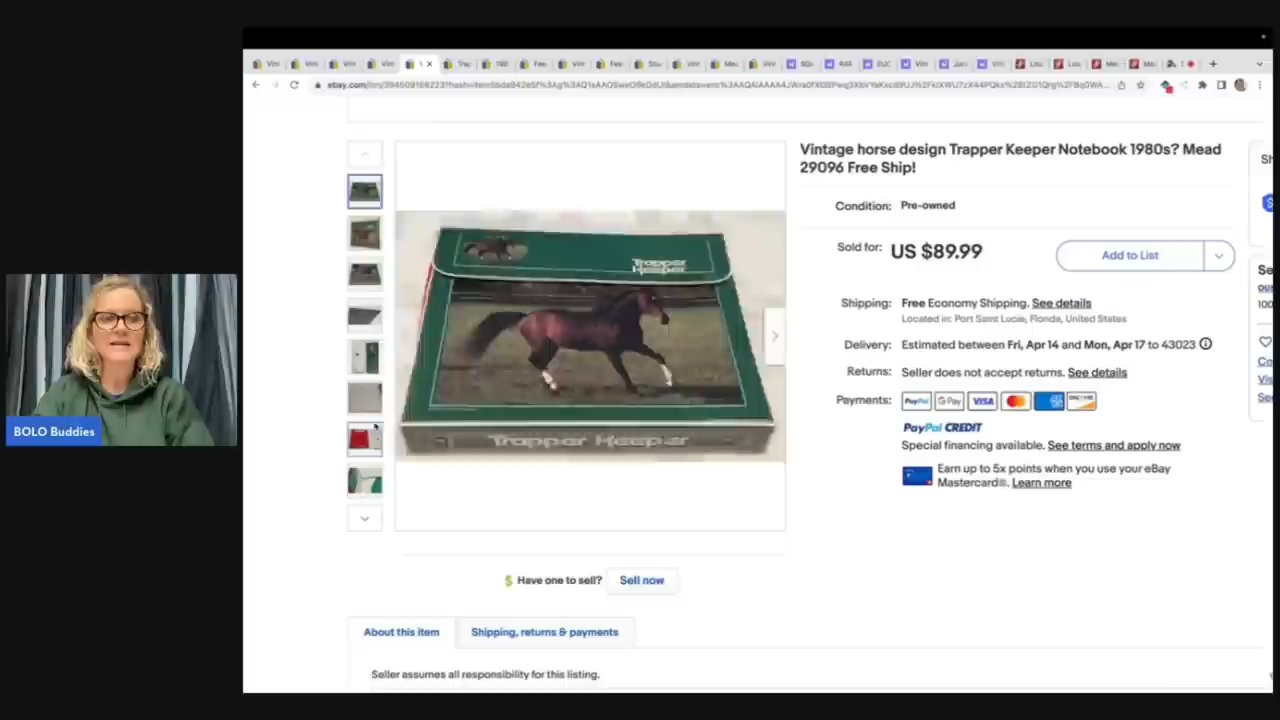 Vintage horse design Trapper Keeper Notebook 1980s? Mead
29096 Free Ship!
Condition: Pre-owned
Sold for: US $89.99
Add to List
Shipping: Free Economy Shipping. See details
Located in: Port Saint Lucie, Florida, United States
Delivery: Estimated between Fri, Apr 14 and Mon, Apr 17 to 43023
Returns: Seller does not accept returns. See details
Payments: PayPal G Pay VISA
PayPal CREDIT
Special financing available. See terms and apply now
Earn up to 5x points when you use your eBay
Mastercard®. Learn more
Trapper
Keeper
Trapper Keeper
BOLO Buddies
Have one to sell? Sell now
About this item
Shipping, returns & payments
Seller assumes all responsibility for this listing.